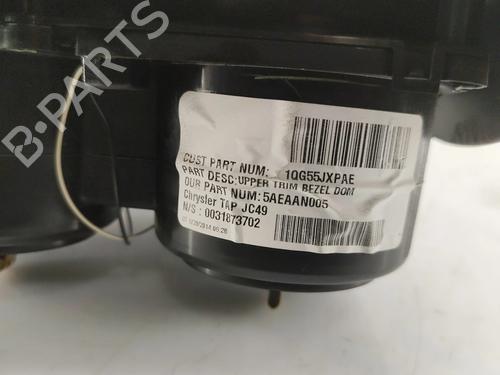 B-PARTS
CUST PART NUM: 1QG55JXPAE
PART DESC:UPPER TRIM BEZEL DOM
OUR PART NUM:5AEAAN005
Chrysler TAP JC49
N/S : 0031873702